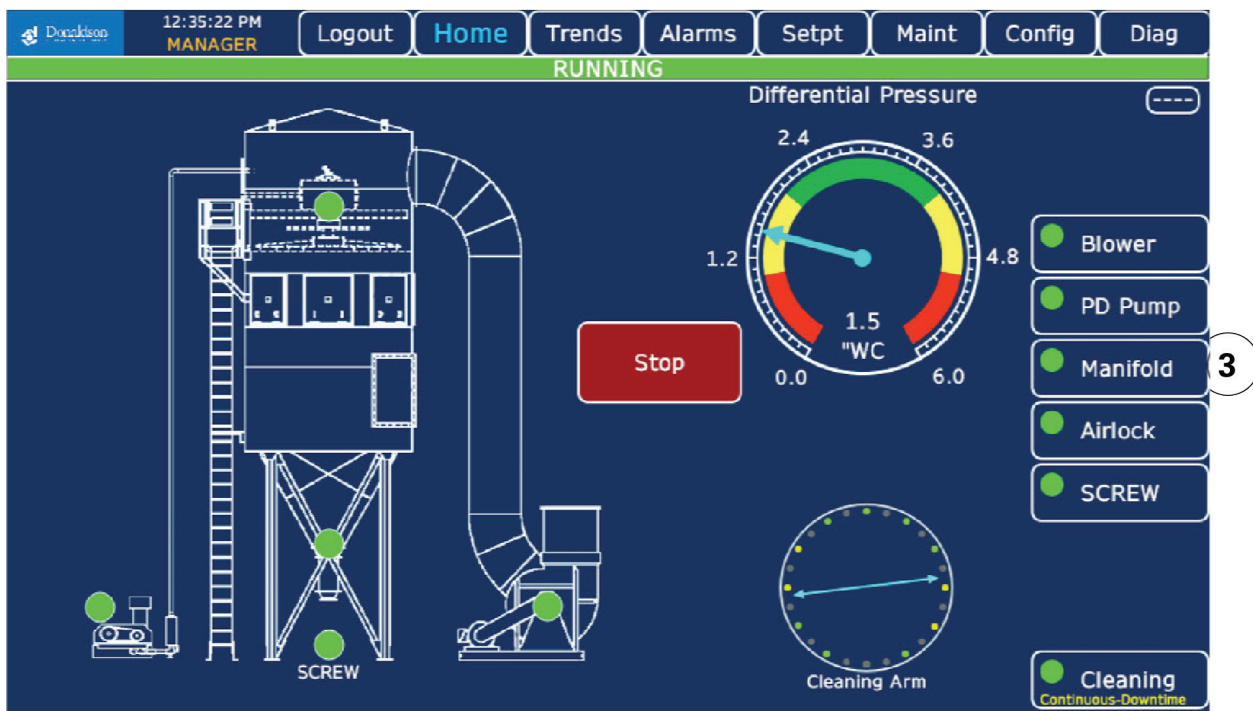 Donaldson
12:35:22 PM
MANAGER
Logout
Home
Trends
Alarms
Setpt
Maint
Config
Diag
RUNNING
Differential Pressure
----
2.4
3.6
1.2
4.8
1.5
"WC
0.0
6.0
Stop
Blower
PD Pump
Manifold
3
Airlock
SCREW
SCREW
Cleaning Arm
Cleaning
Continuous-Downtime